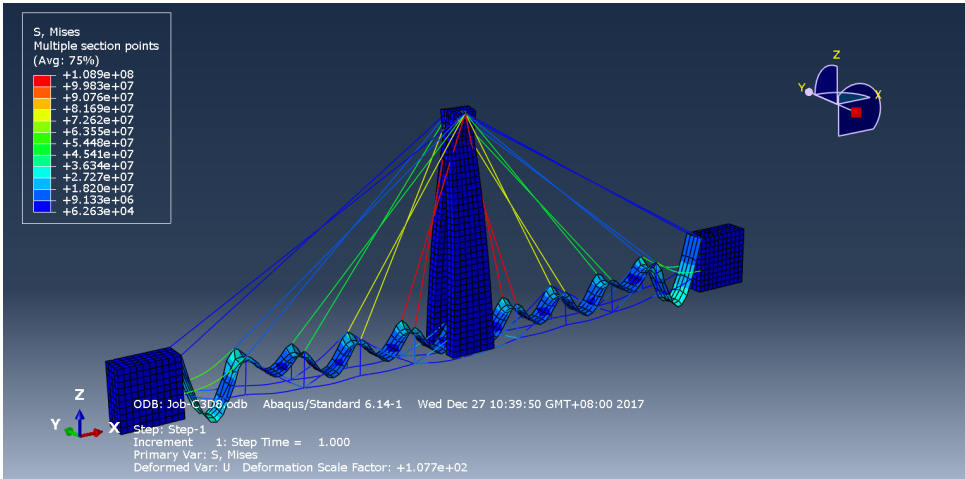 S, Mises
Multiple section points
(Avg: 75%)
+1.089e+08
+9.983e+07
+9.076e+07
+8.169e+07
+7.262e+07
+6.355e+07
+5.448e+07
+4.541e+07
+3.634e+07
+2.727e+07
+1.820e+07
+9.133e+06
+6.263e+04
Z
Y
X
Z
Y
X
ODB: Job-C3D8.odb Abaqus/Standard 6.14-1 Wed Dec 27 10:39:50 GMT+08:00 2017
Step: Step-1
Increment 1: Step Time = 1.000
Primary Var: S, Mises
Deformed Var: U Deformation Scale Factor: +1.077e+02